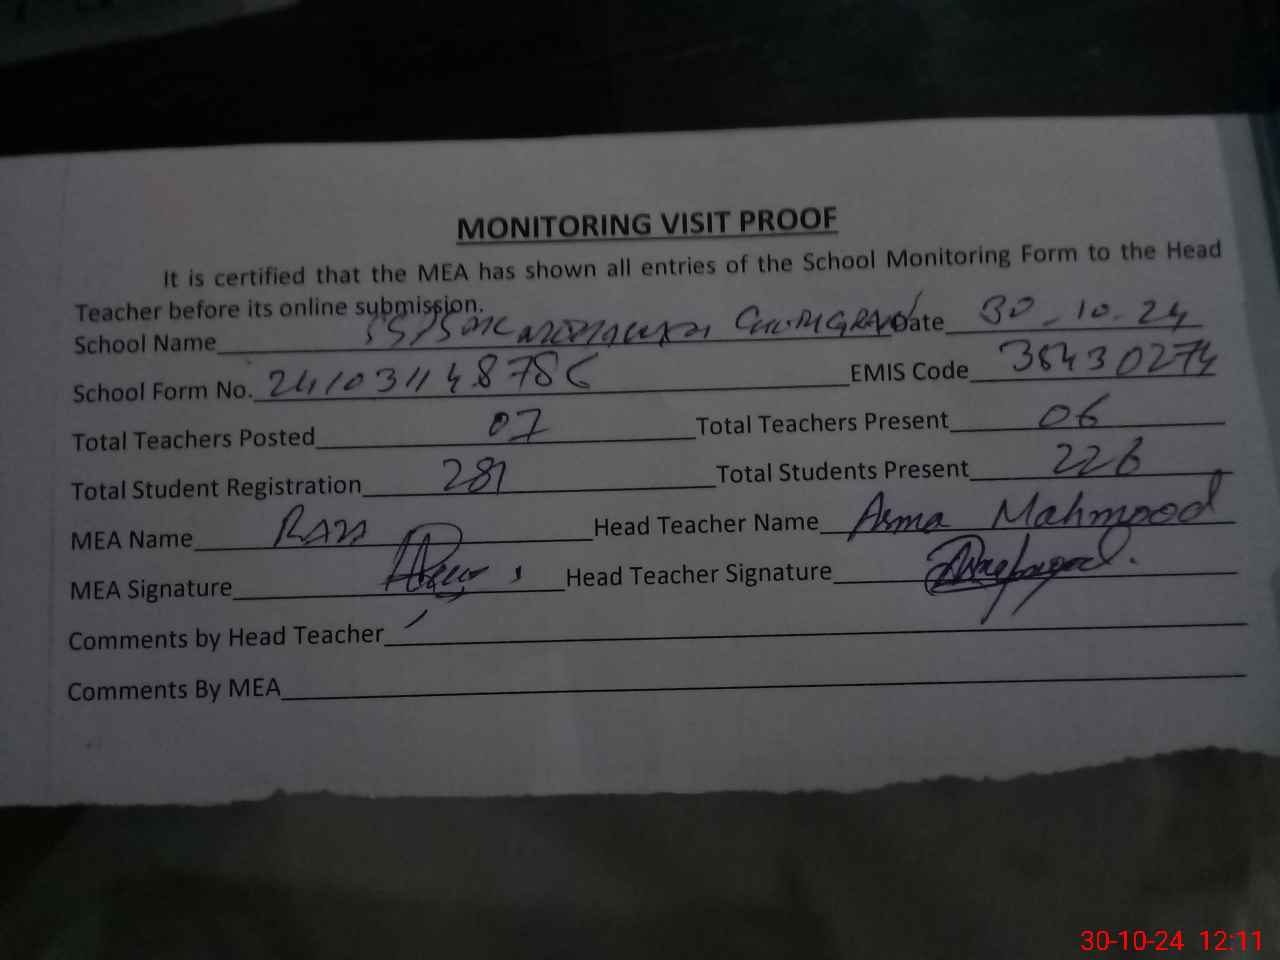 MONITORING VISIT PROOF
It is certified that the MEA has shown all entries of the School Monitoring Form to the Head
Teacher before its online submission.
School Name Date 30-10-24
School Form No. 241031148786 EMIS Code 38430274
Total Teachers Posted 07 Total Teachers Present 06
Total Student Registration 281 Total Students Present 226
MEA Name RAZA Head Teacher Name Asma Mahmood
MEA Signature Head Teacher Signature
Comments by Head Teacher
Comments By MEA
30-10-24 12:11